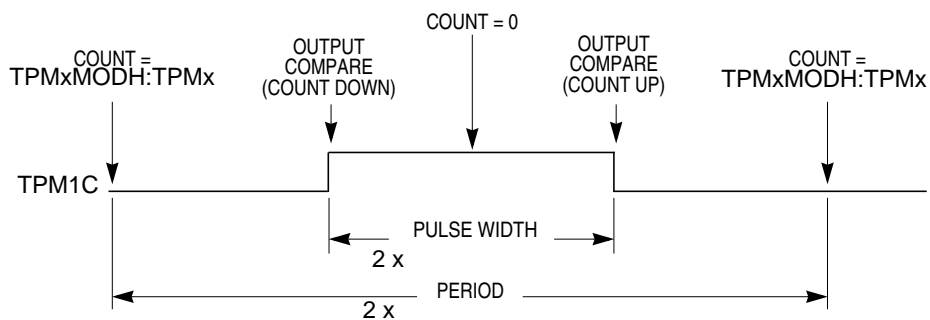 COUNT = 0
COUNT =
TPMxMODH:TPMx
OUTPUT
COMPARE
(COUNT DOWN)
OUTPUT
COMPARE
(COUNT UP)
COUNT =
TPMxMODH:TPMx
TPM1C
PULSE WIDTH
2 x
PERIOD
2 x